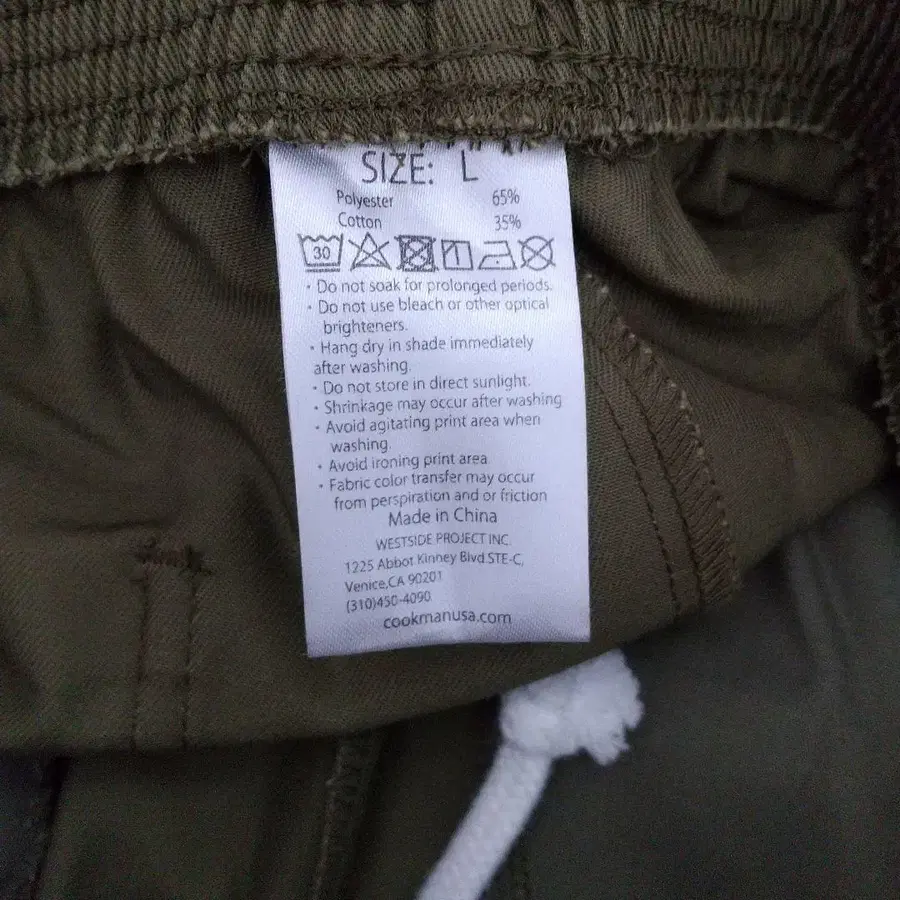 SIZE: L
Polyester 65%
Cotton 35%
30
• Do not soak for prolonged periods.
• Do not use bleach or other optical
brighteners.
• Hang dry in shade immediately
after washing.
• Do not store in direct sunlight.
• Shrinkage may occur after washing
• Avoid agitating print area when
washing.
• Avoid ironing print area
• Fabric color transfer may occur
from perspiration and or friction
Made in China
WESTSIDE PROJECT INC.
1225 Abbot Kinney Blvd.STE-C,
Venice,CA 90201
(310)450-4090
cookmanusa.com